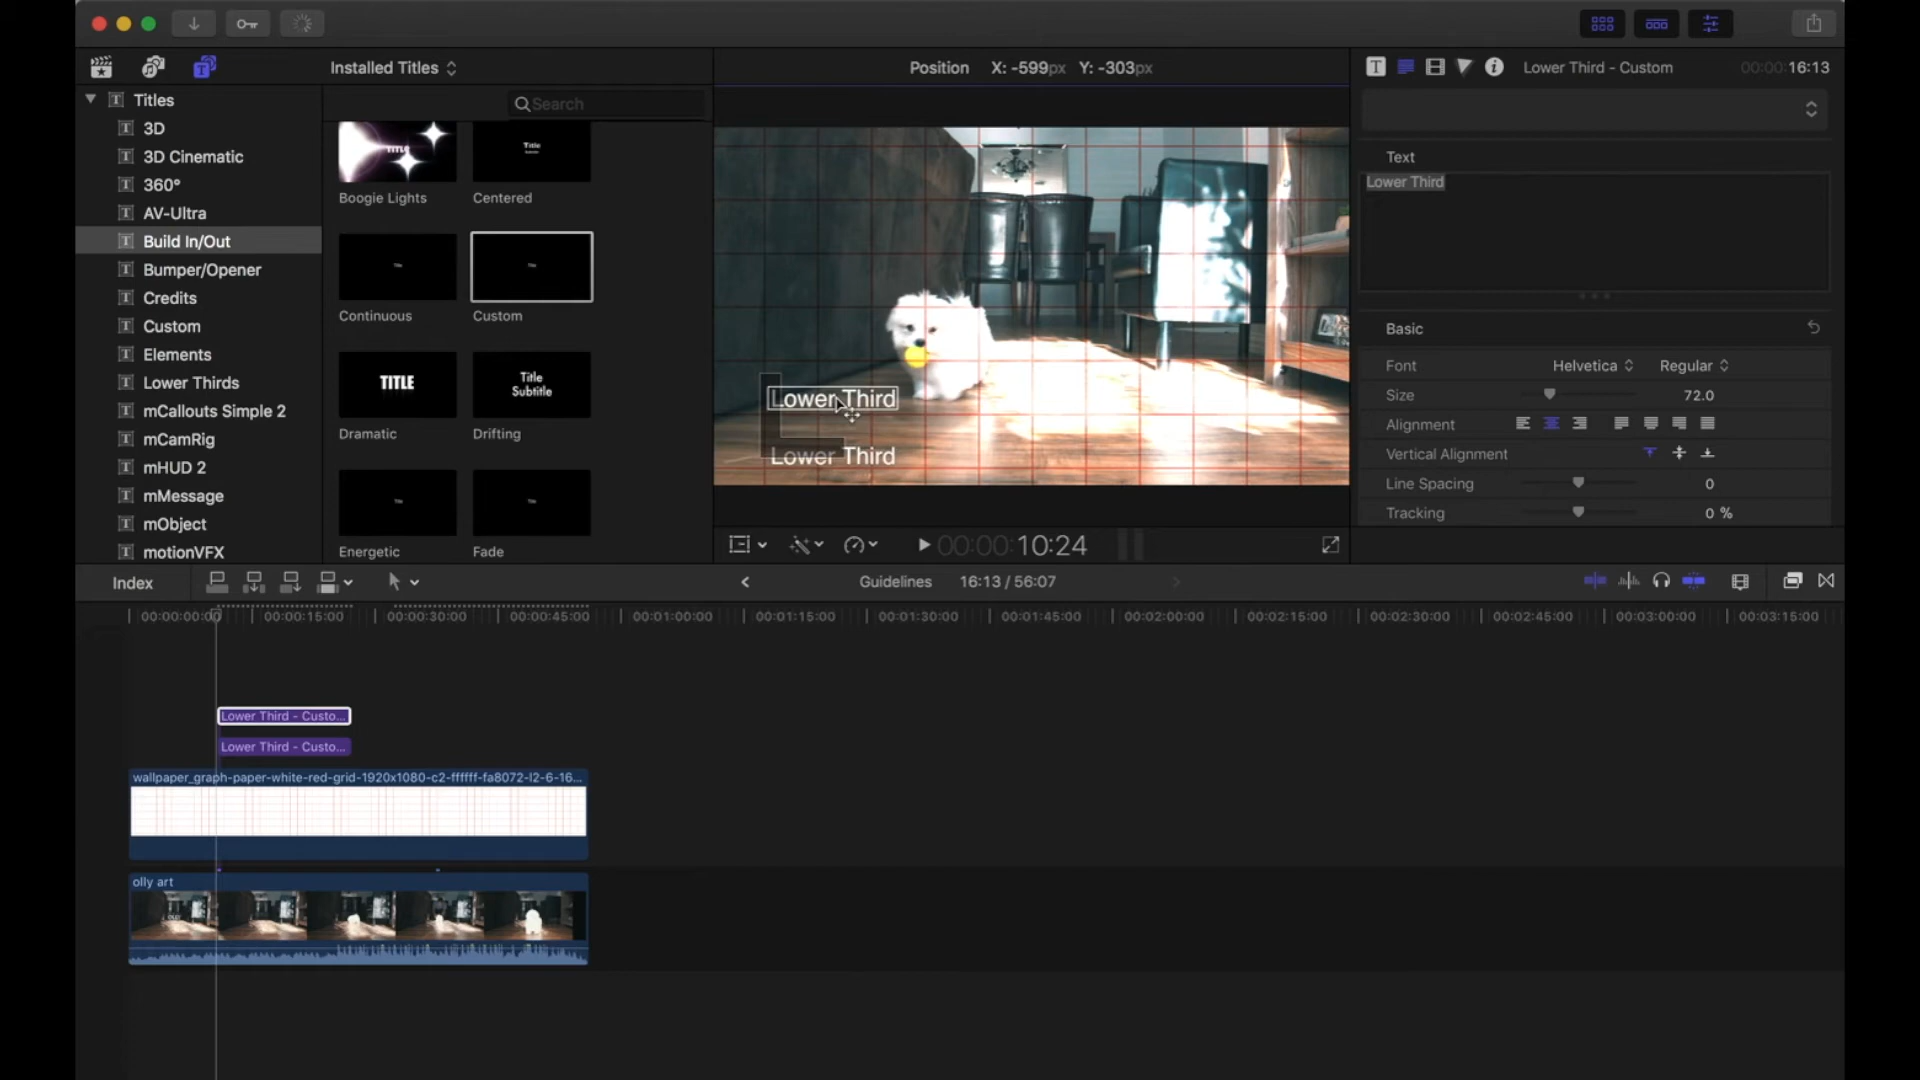 Installed Titles
Position X: -599px Y: -303px
Lower Third - Custom 00:00:16:13
Titles
Search
3D
3D Cinematic
360°
AV-Ultra
Build In/Out
Bumper/Opener
Credits
Custom
Elements
Lower Thirds
mCallouts Simple 2
mCamRig
mHUD 2
mMessage
mObject
motionVFX
TITLE
Title
Boogie Lights
Centered
Title
Title
Continuous
Custom
TITLE
Title
Subtitle
Dramatic
Drifting
Title
Title
Energetic
Fade
Lower Third
Lower Third
Text
Lower Third
Basic
Font Helvetica Regular
Size 72.0
Alignment
Vertical Alignment
Line Spacing 0
Tracking 0 %
00:00:10:24
Index
Guidelines 16:13 / 56:07
00:00:00:00 00:00:15:00 00:00:30:00 00:00:45:00 00:01:00:00 00:01:15:00 00:01:30:00 00:01:45:00 00:02:00:00 00:02:15:00 00:02:30:00 00:02:45:00 00:03:00:00 00:03:15:00
Lower Third - Custo...
Lower Third - Custo...
wallpaper_graph-paper-white-red-grid-1920x1080-c2-ffffff-fa8072-l2-6-16...
olly art